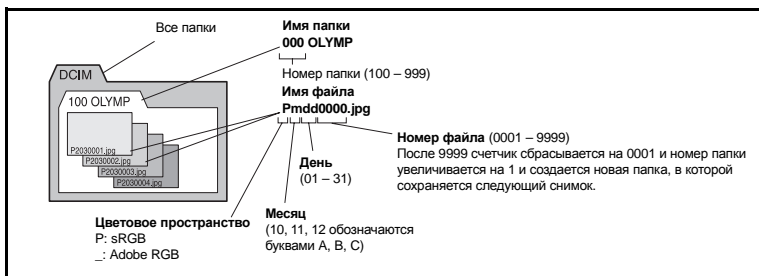 Все папки
Имя папки
000 OLYMP
Номер папки (100 – 999)
DCIM
100 OLYMP
P2030001.jpg
P2030002.jpg
P2030003.jpg
P2030004.jpg
Имя файла
Pmdd0000.jpg
Номер файла (0001 – 9999)
После 9999 счетчик сбрасывается на 0001 и номер папки
увеличивается на 1 и создается новая папка, в которой
сохраняется следующий снимок.
День
(01 – 31)
Месяц
(10, 11, 12 обозначаются
буквами A, B, C)
Цветовое пространство
P: sRGB
_: Adobe RGB